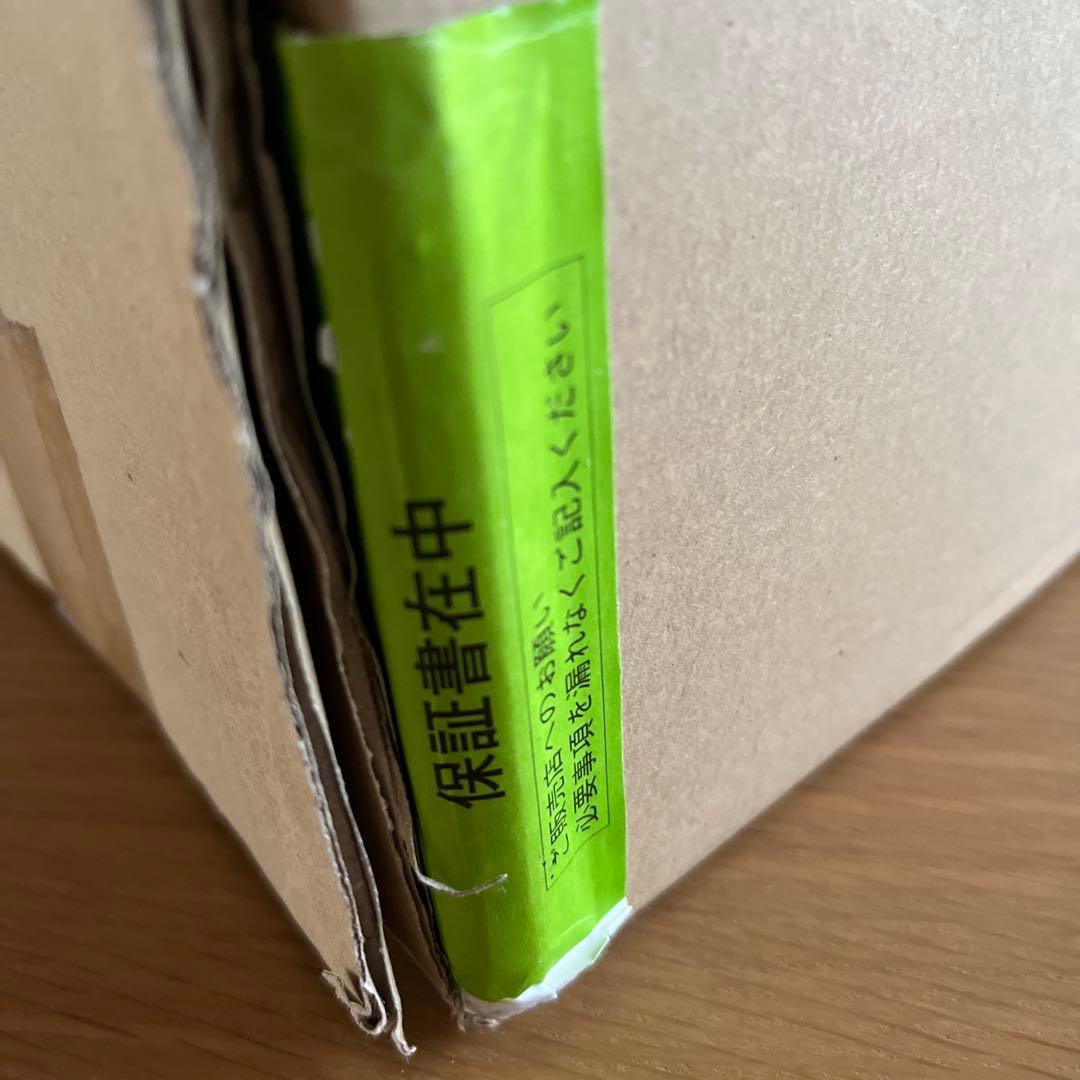 保証書在中
ご販売店へのお願い
必要事項を漏れなくご記入ください